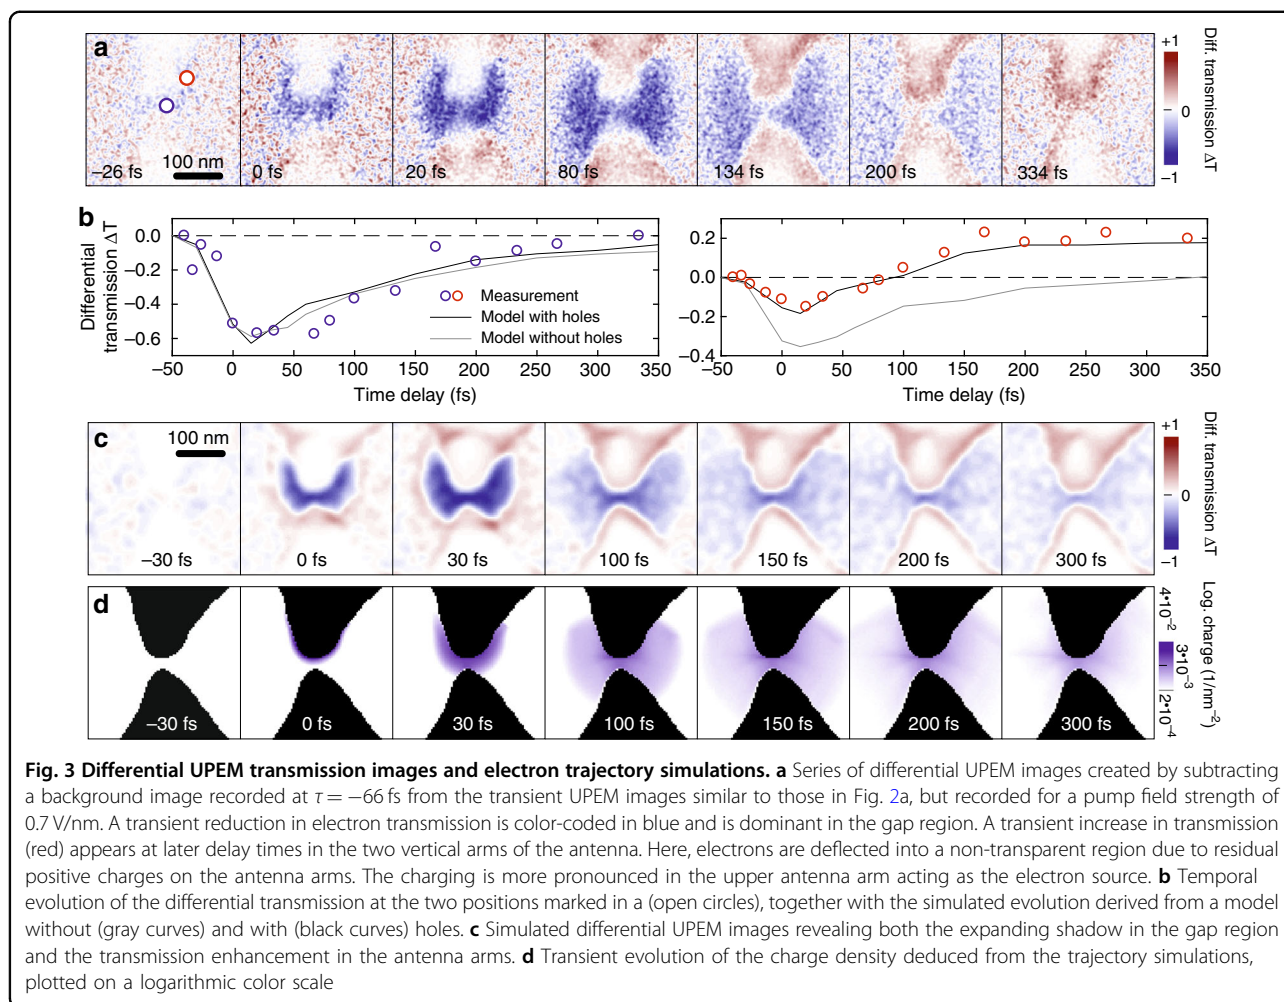 a
−26 fs
100 nm
0 fs
20 fs
80 fs
134 fs
200 fs
334 fs
+1
0
−1
Diff. transmission ΔT
b
Differential
transmission ΔT
0.0
−0.2
−0.4
−0.6
−50
0
50
100
150
200
250
300
350
Time delay (fs)
Measurement
Model with holes
Model without holes
0.2
0.0
−0.2
−0.4
−50
0
50
100
150
200
250
300
350
Time delay (fs)
c
100 nm
−30 fs
0 fs
30 fs
100 fs
150 fs
200 fs
300 fs
+1
0
−1
Diff. transmission ΔT
d
−30 fs
0 fs
30 fs
100 fs
150 fs
200 fs
300 fs
4•10⁻²
3•10⁻³
2•10⁻⁴
Log. charge (1/nm⁻²)
Fig. 3 Differential UPEM transmission images and electron trajectory simulations. a Series of differential UPEM images created by subtracting
a background image recorded at τ = −66 fs from the transient UPEM images similar to those in Fig. 2a, but recorded for a pump field strength of
0.7 V/nm. A transient reduction in electron transmission is color-coded in blue and is dominant in the gap region. A transient increase in transmission
(red) appears at later delay times in the two vertical arms of the antenna. Here, electrons are deflected into a non-transparent region due to residual
positive charges on the antenna arms. The charging is more pronounced in the upper antenna arm acting as the electron source. b Temporal
evolution of the differential transmission at the two positions marked in a (open circles), together with the simulated evolution derived from a model
without (gray curves) and with (black curves) holes. c Simulated differential UPEM images revealing both the expanding shadow in the gap region
and the transmission enhancement in the antenna arms. d Transient evolution of the charge density deduced from the trajectory simulations,
plotted on a logarithmic color scale